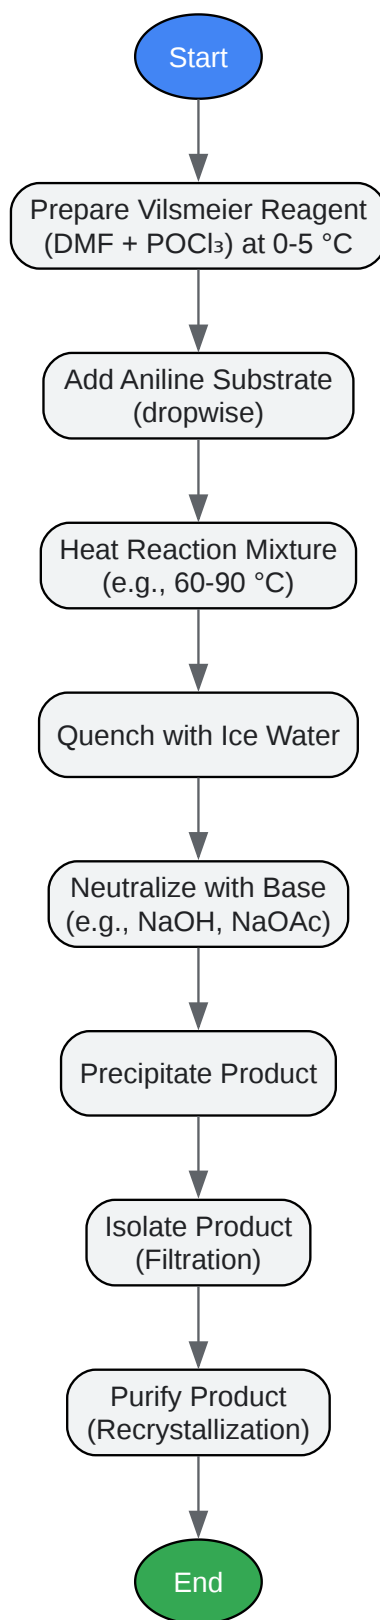 Start
Prepare Vilsmeier Reagent
(DMF + POCl₃) at 0-5 °C
Add Aniline Substrate
(dropwise)
Heat Reaction Mixture
(e.g., 60-90 °C)
Quench with Ice Water
Neutralize with Base
(e.g., NaOH, NaOAc)
Precipitate Product
Isolate Product
(Filtration)
Purify Product
(Recrystallization)
End